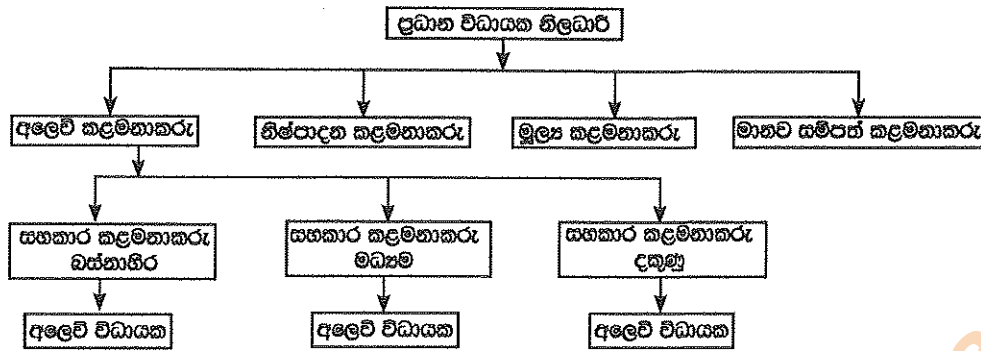 ප්‍රධාන විධායක නිලධාරී
අලෙවි කළමනාකරු
නිෂ්පාදන කළමනාකරු
මූල්‍ය කළමනාකරු
මානව සම්පත් කළමනාකරු
සහකාර කළමනාකරු
බස්නාහිර
සහකාර කළමනාකරු
මධ්‍යම
සහකාර කළමනාකරු
දකුණු
අලෙවි විධායක
අලෙවි විධායක
අලෙවි විධායක